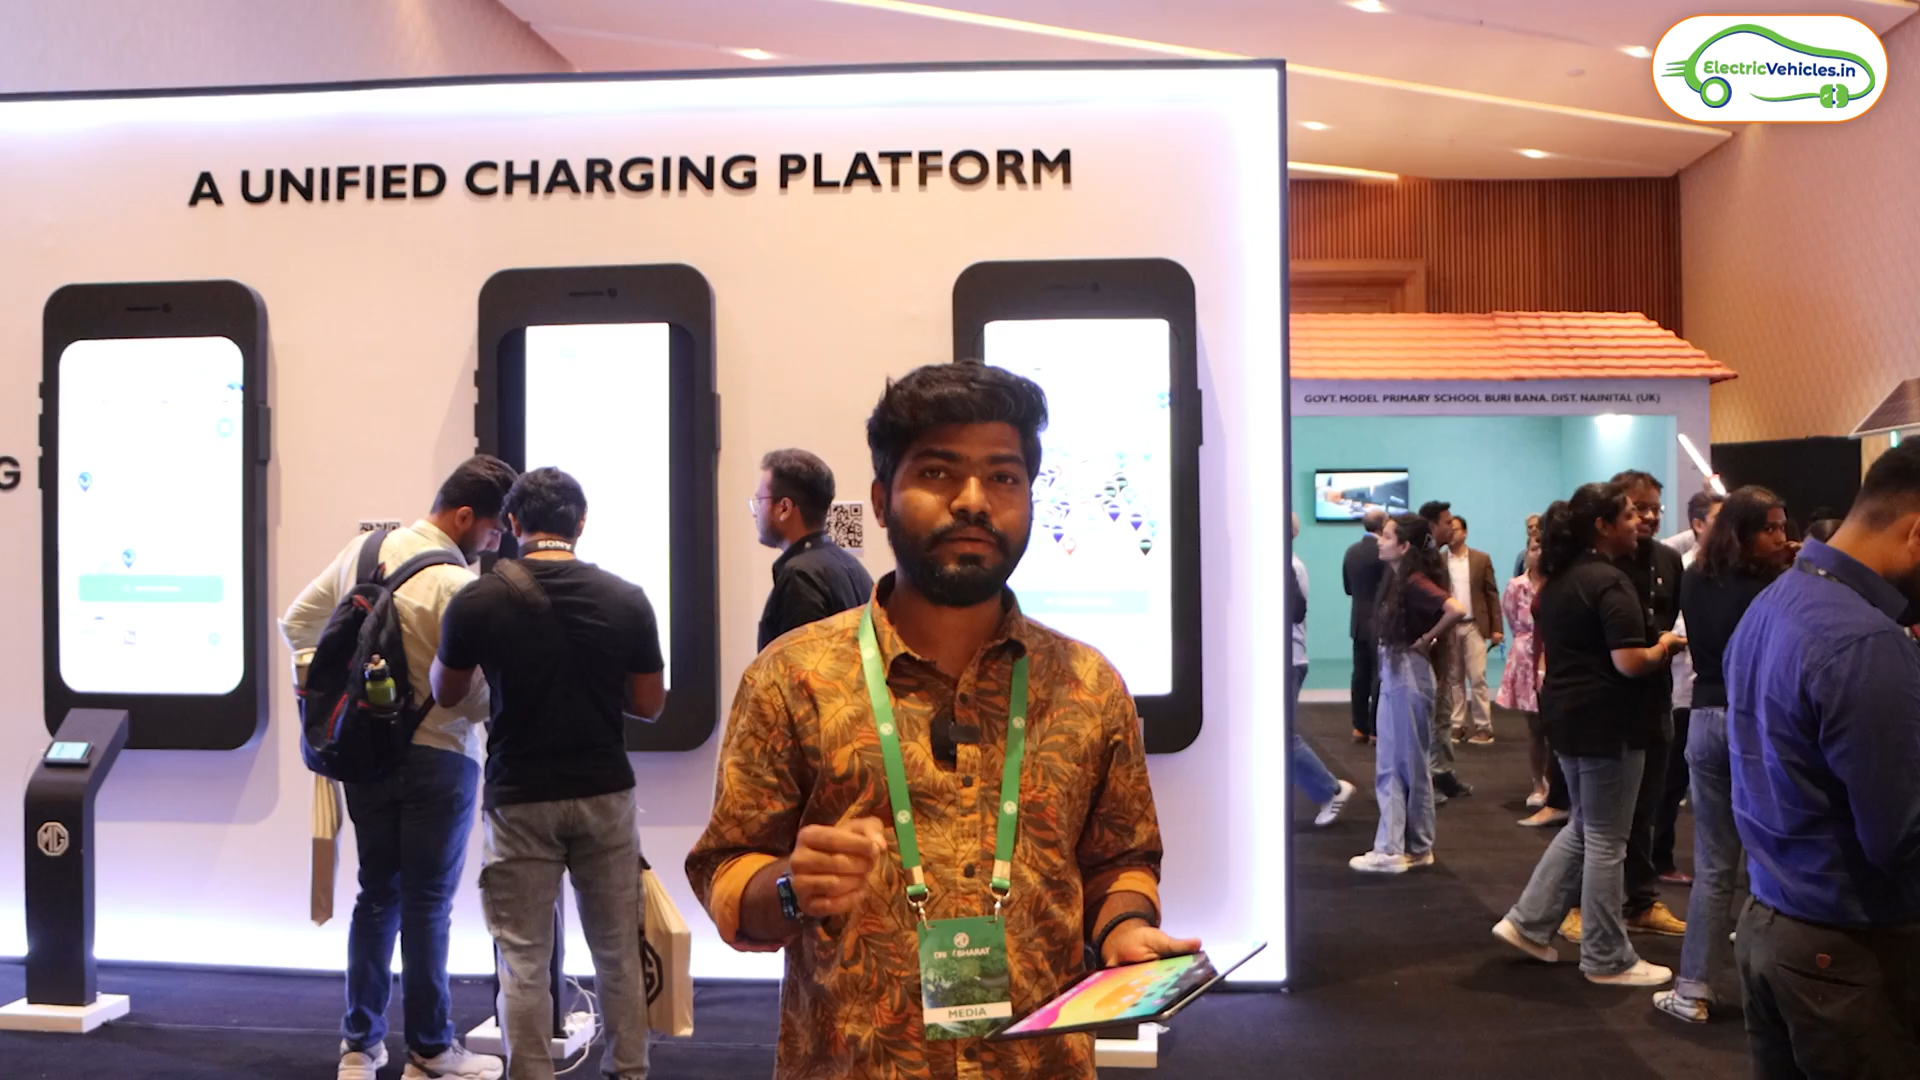 ElectricVehicles.in
A UNIFIED CHARGING PLATFORM
GOVT. MODEL PRIMARY SCHOOL BURI BANA, DIST. NAINITAL (UK)
G
SONY
MG
BHARAT
MEDIA